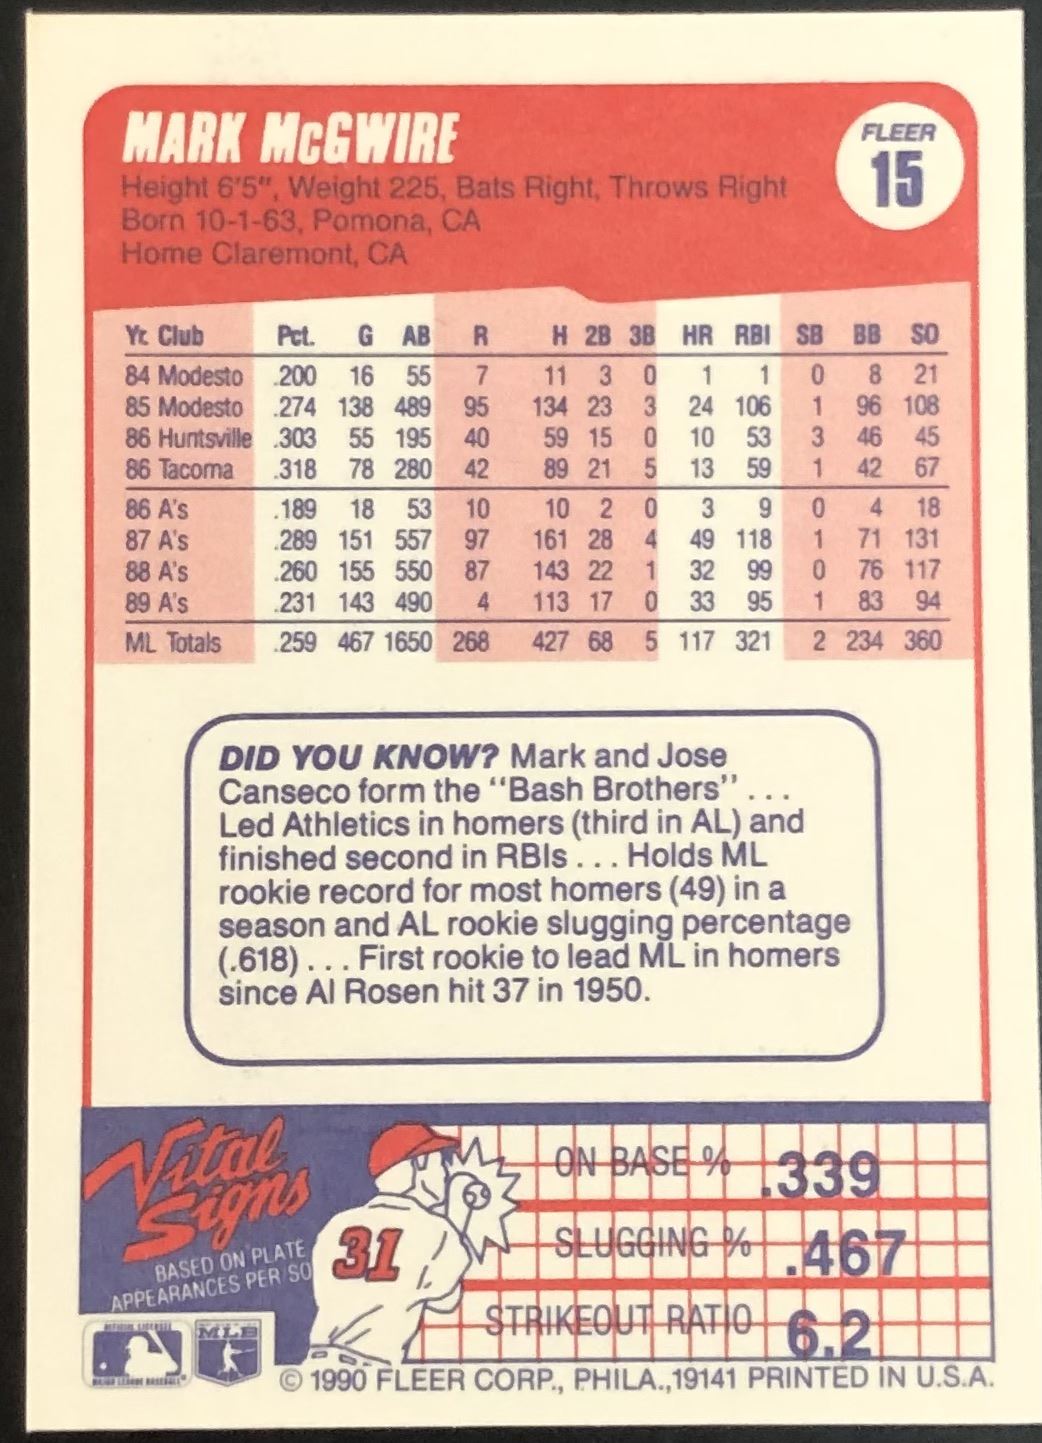 MARK McGWIRE
FLEER
15
Height 6'5", Weight 225, Bats Right, Throws Right
Born 10-1-63, Pomona, CA
Home Claremont, CA
Yr. Club Pct. G AB R H 2B 3B HR RBI SB BB SO
84 Modesto .200 16 55 7 11 3 0 1 1 0 8 21
85 Modesto .274 138 489 95 134 23 3 24 106 1 96 108
86 Huntsville .303 55 195 40 59 15 0 10 53 3 46 45
86 Tacoma .318 78 280 42 89 21 5 13 59 1 42 67
86 A's .189 18 53 10 10 2 0 3 9 0 4 18
87 A's .289 151 557 97 161 28 4 49 118 1 71 131
88 A's .260 155 550 87 143 22 1 32 99 0 76 117
89 A's .231 143 490 4 113 17 0 33 95 1 83 94
ML Totals .259 467 1650 268 427 68 5 117 321 2 234 360
DID YOU KNOW? Mark and Jose
Canseco form the "Bash Brothers" ...
Led Athletics in homers (third in AL) and
finished second in RBIs ... Holds ML
rookie record for most homers (49) in a
season and AL rookie slugging percentage
(.618) ... First rookie to lead ML in homers
since Al Rosen hit 37 in 1950.
Vital
Signs
BASED ON PLATE
APPEARANCES PER SO
31
ON BASE % .339
SLUGGING % .467
STRIKEOUT RATIO 6.2
OFFICIAL LICENSEE
MAJOR LEAGUE BASEBALL
MLB
© 1990 FLEER CORP., PHILA.,19141 PRINTED IN U.S.A.